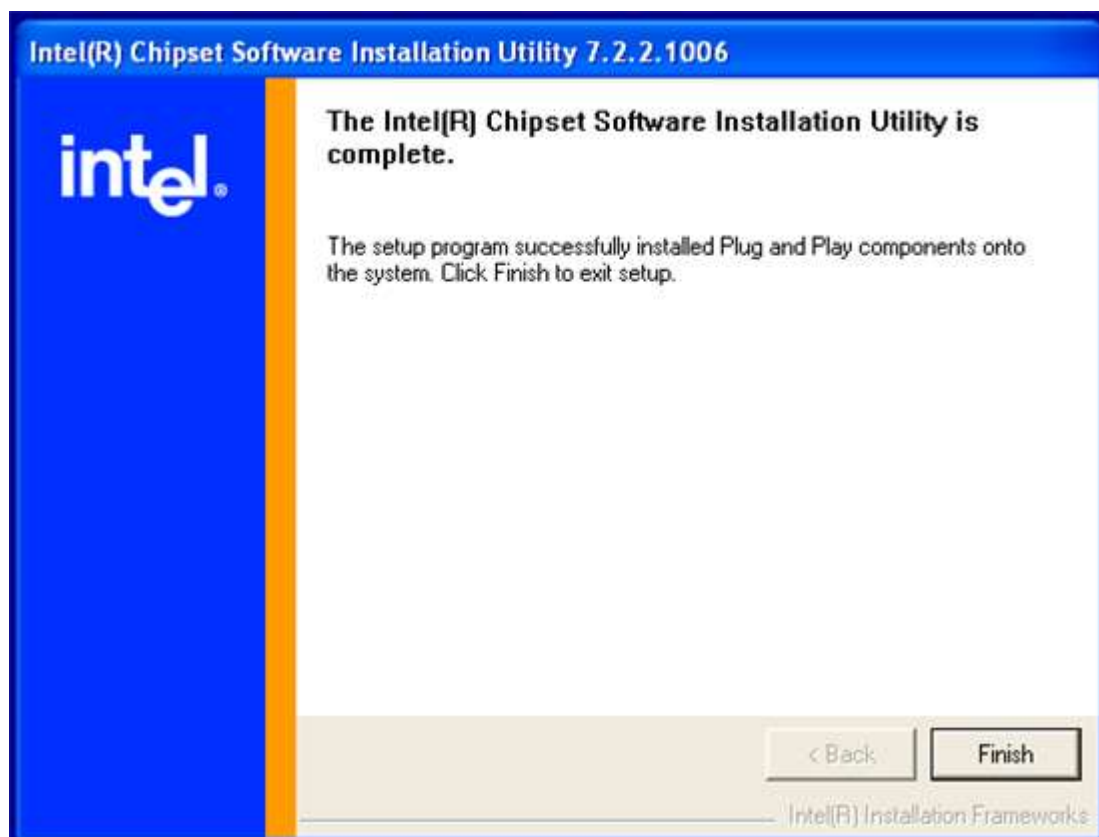 Intel(R) Chipset Software Installation Utility 7.2.2.1006
intel®
The Intel(R) Chipset Software Installation Utility is
complete.
The setup program successfully installed Plug and Play components onto
the system. Click Finish to exit setup.
< Back
Finish
Intel(R) Installation Frameworks